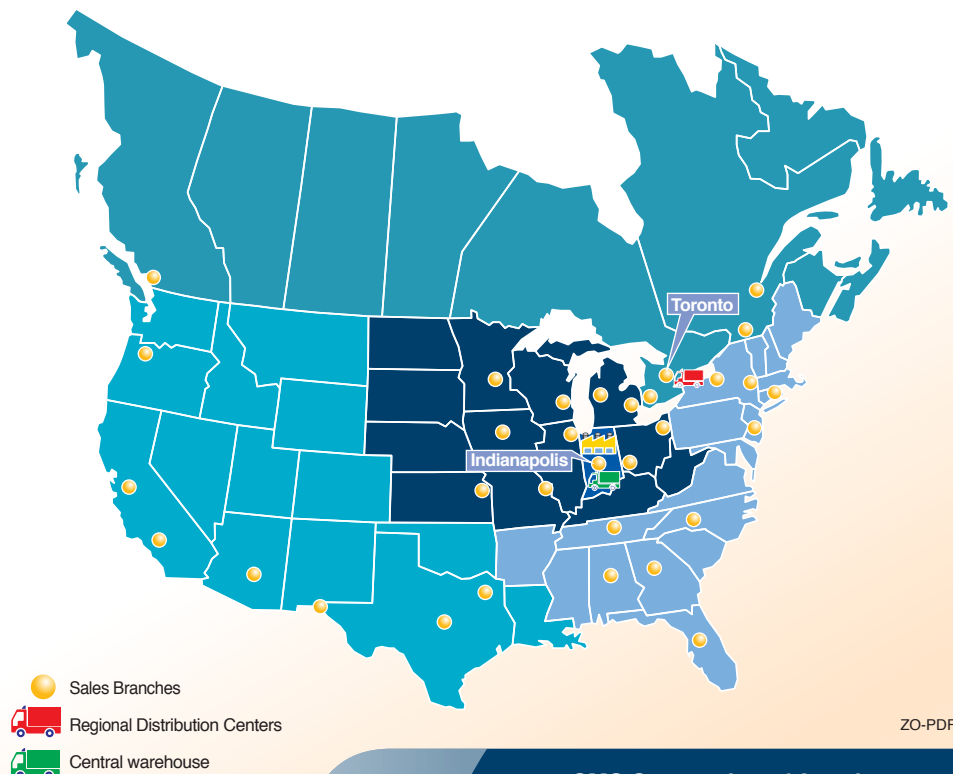 Toronto
Indianapolis
Sales Branches
Regional Distribution Centers
ZO-PDF
Central warehouse